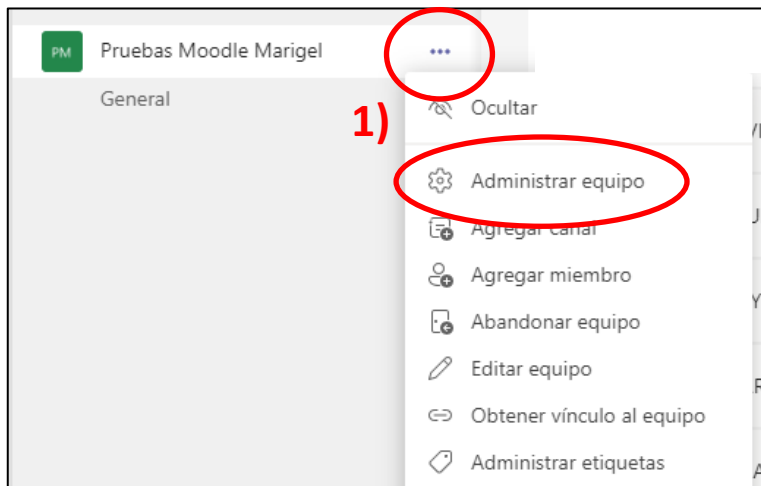 PM Pruebas Moodle Marigel ...
General
1)
Ocultar
Administrar equipo
Agregar canal
Agregar miembro
Abandonar equipo
Editar equipo
Obtener vínculo al equipo
Administrar etiquetas